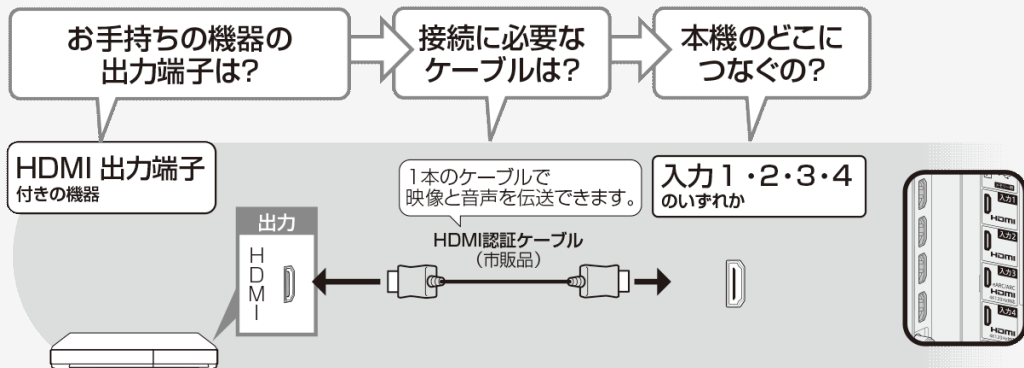 お手持ちの機器の
出力端子は?
接続に必要な
ケーブルは?
本機のどこに
つなぐの?
HDMI 出力端子
付きの機器
1本のケーブルで
映像と音声を伝送できます。
入力1・2・3・4
のいずれか
出力
HDMI
HDMI認証ケーブル
(市販品)
入力1
HDMI
入力2
HDMI
入力3
eARC/ARC
HDMI
入力4
HDMI